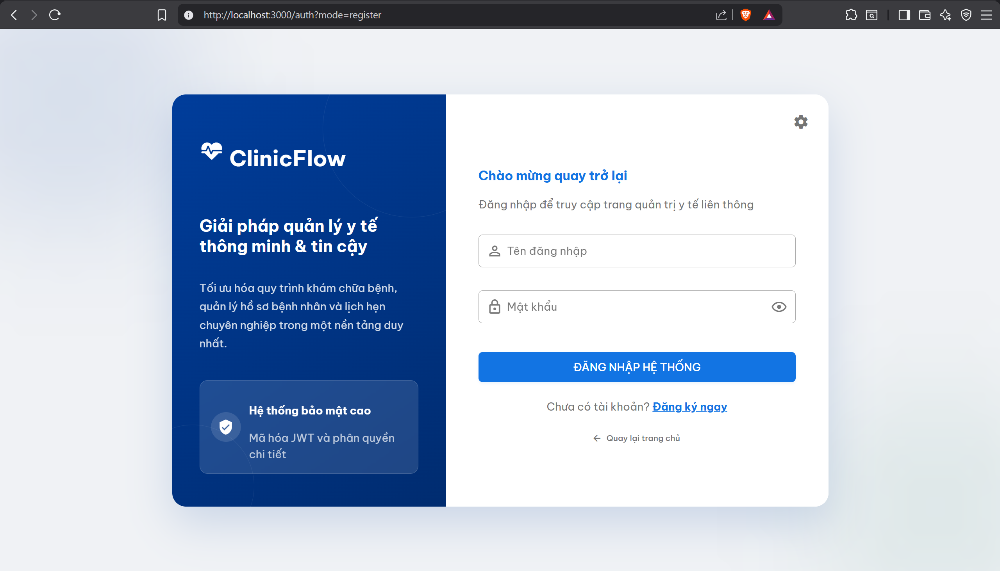 http://localhost:3000/auth?mode=register
ClinicFlow
Giải pháp quản lý y tế
thông minh & tin cậy
Tối ưu hóa quy trình khám chữa bệnh,
quản lý hồ sơ bệnh nhân và lịch hẹn
chuyên nghiệp trong một nền tảng duy
nhất.
Hệ thống bảo mật cao
Mã hóa JWT và phân quyền
chi tiết
Chào mừng quay trở lại
Đăng nhập để truy cập trang quản trị y tế liên thông
Tên đăng nhập
Mật khẩu
ĐĂNG NHẬP HỆ THỐNG
Chưa có tài khoản? Đăng ký ngay
Quay lại trang chủ